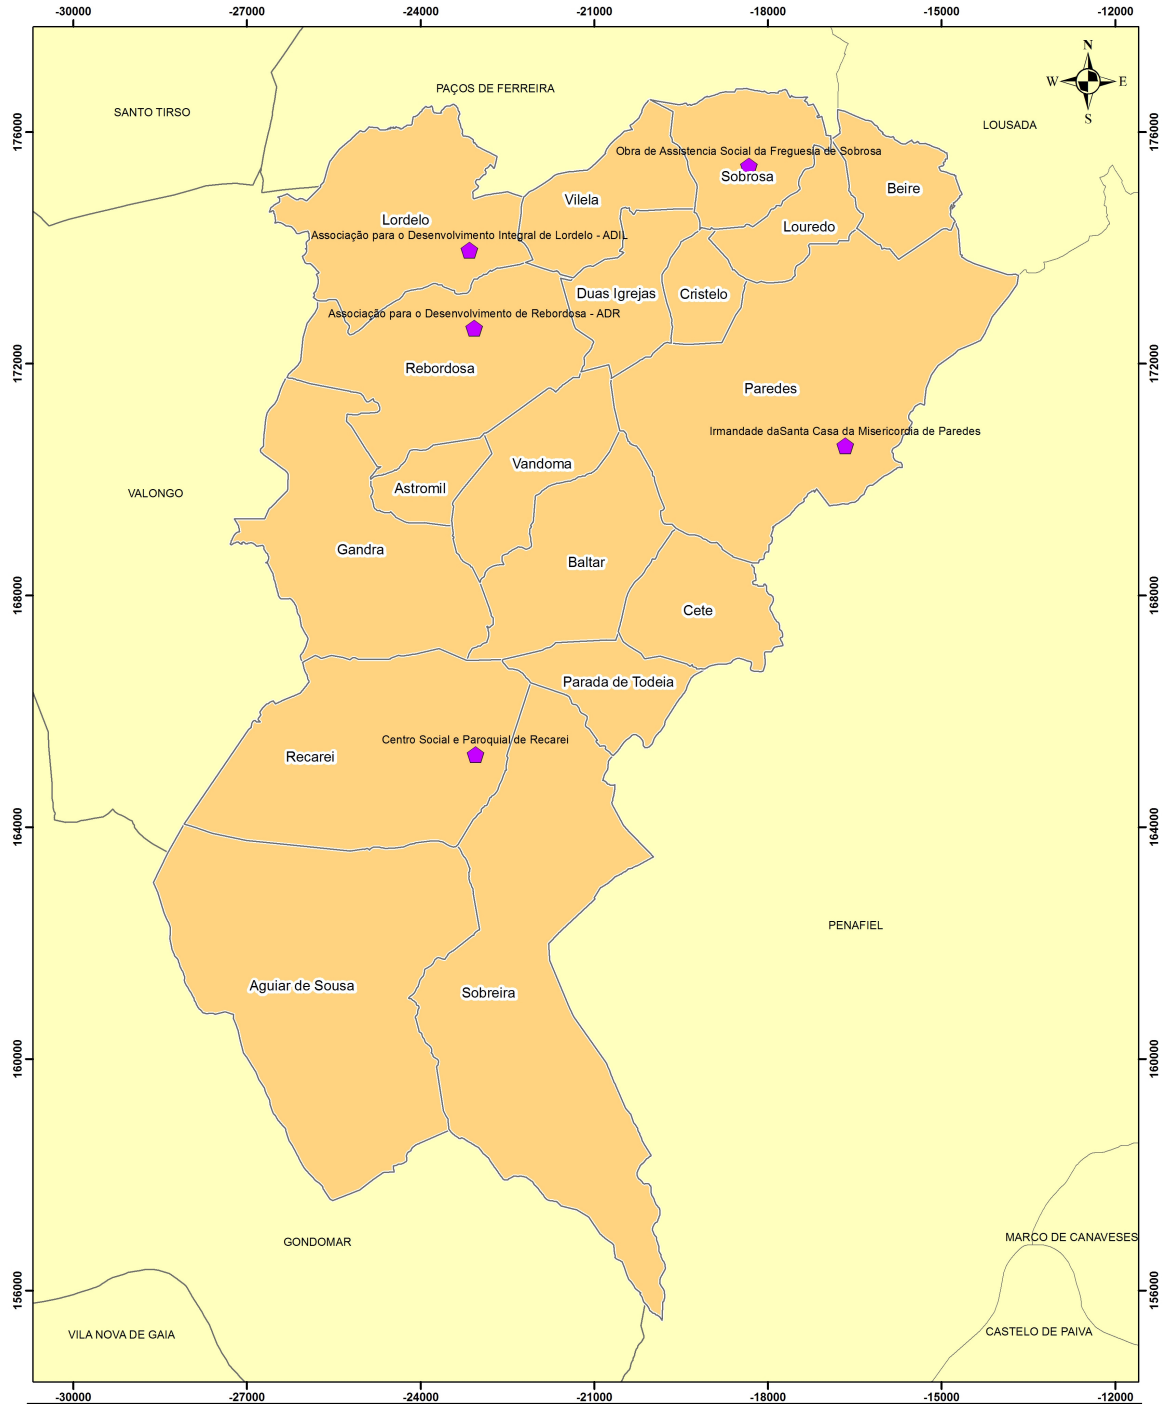 -30000 -27000 -24000 -21000 -18000 -15000 -12000
N
W E
S
176000 176000
172000 172000
168000 168000
164000 164000
160000 160000
156000 156000
PAÇOS DE FERREIRA
SANTO TIRSO
LOUSADA
Obra de Assistencia Social da Freguesia de Sobrosa
Sobrosa
Beire
Vilela
Lordelo
Louredo
Associação para o Desenvolvimento Integral de Lordelo - ADIL
Duas Igrejas
Cristelo
Associação para o Desenvolvimento de Rebordosa - ADR
Rebordosa
Paredes
Irmandade daSanta Casa da Misericordia de Paredes
Vandoma
Astromil
VALONGO
Gandra
Baltar
Cete
Parada de Todeia
Centro Social e Paroquial de Recarei
Recarei
PENAFIEL
Aguiar de Sousa
Sobreira
MARCO DE CANAVESES
GONDOMAR
CASTELO DE PAIVA
VILA NOVA DE GAIA
-30000 -27000 -24000 -21000 -18000 -15000 -12000